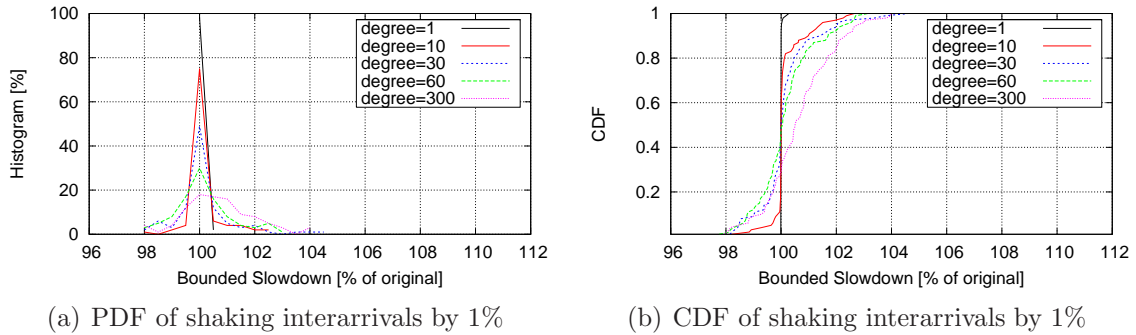 100
80
60
40
20
0
Histogram [%]
degree=1
degree=10
degree=30
degree=60
degree=300
96 98 100 102 104 106 108 110 112
Bounded Slowdown [% of original]
(a) PDF of shaking interarrivals by 1%
1
0.8
0.6
0.4
0.2
CDF
degree=1
degree=10
degree=30
degree=60
degree=300
96 98 100 102 104 106 108 110 112
Bounded Slowdown [% of original]
(b) CDF of shaking interarrivals by 1%